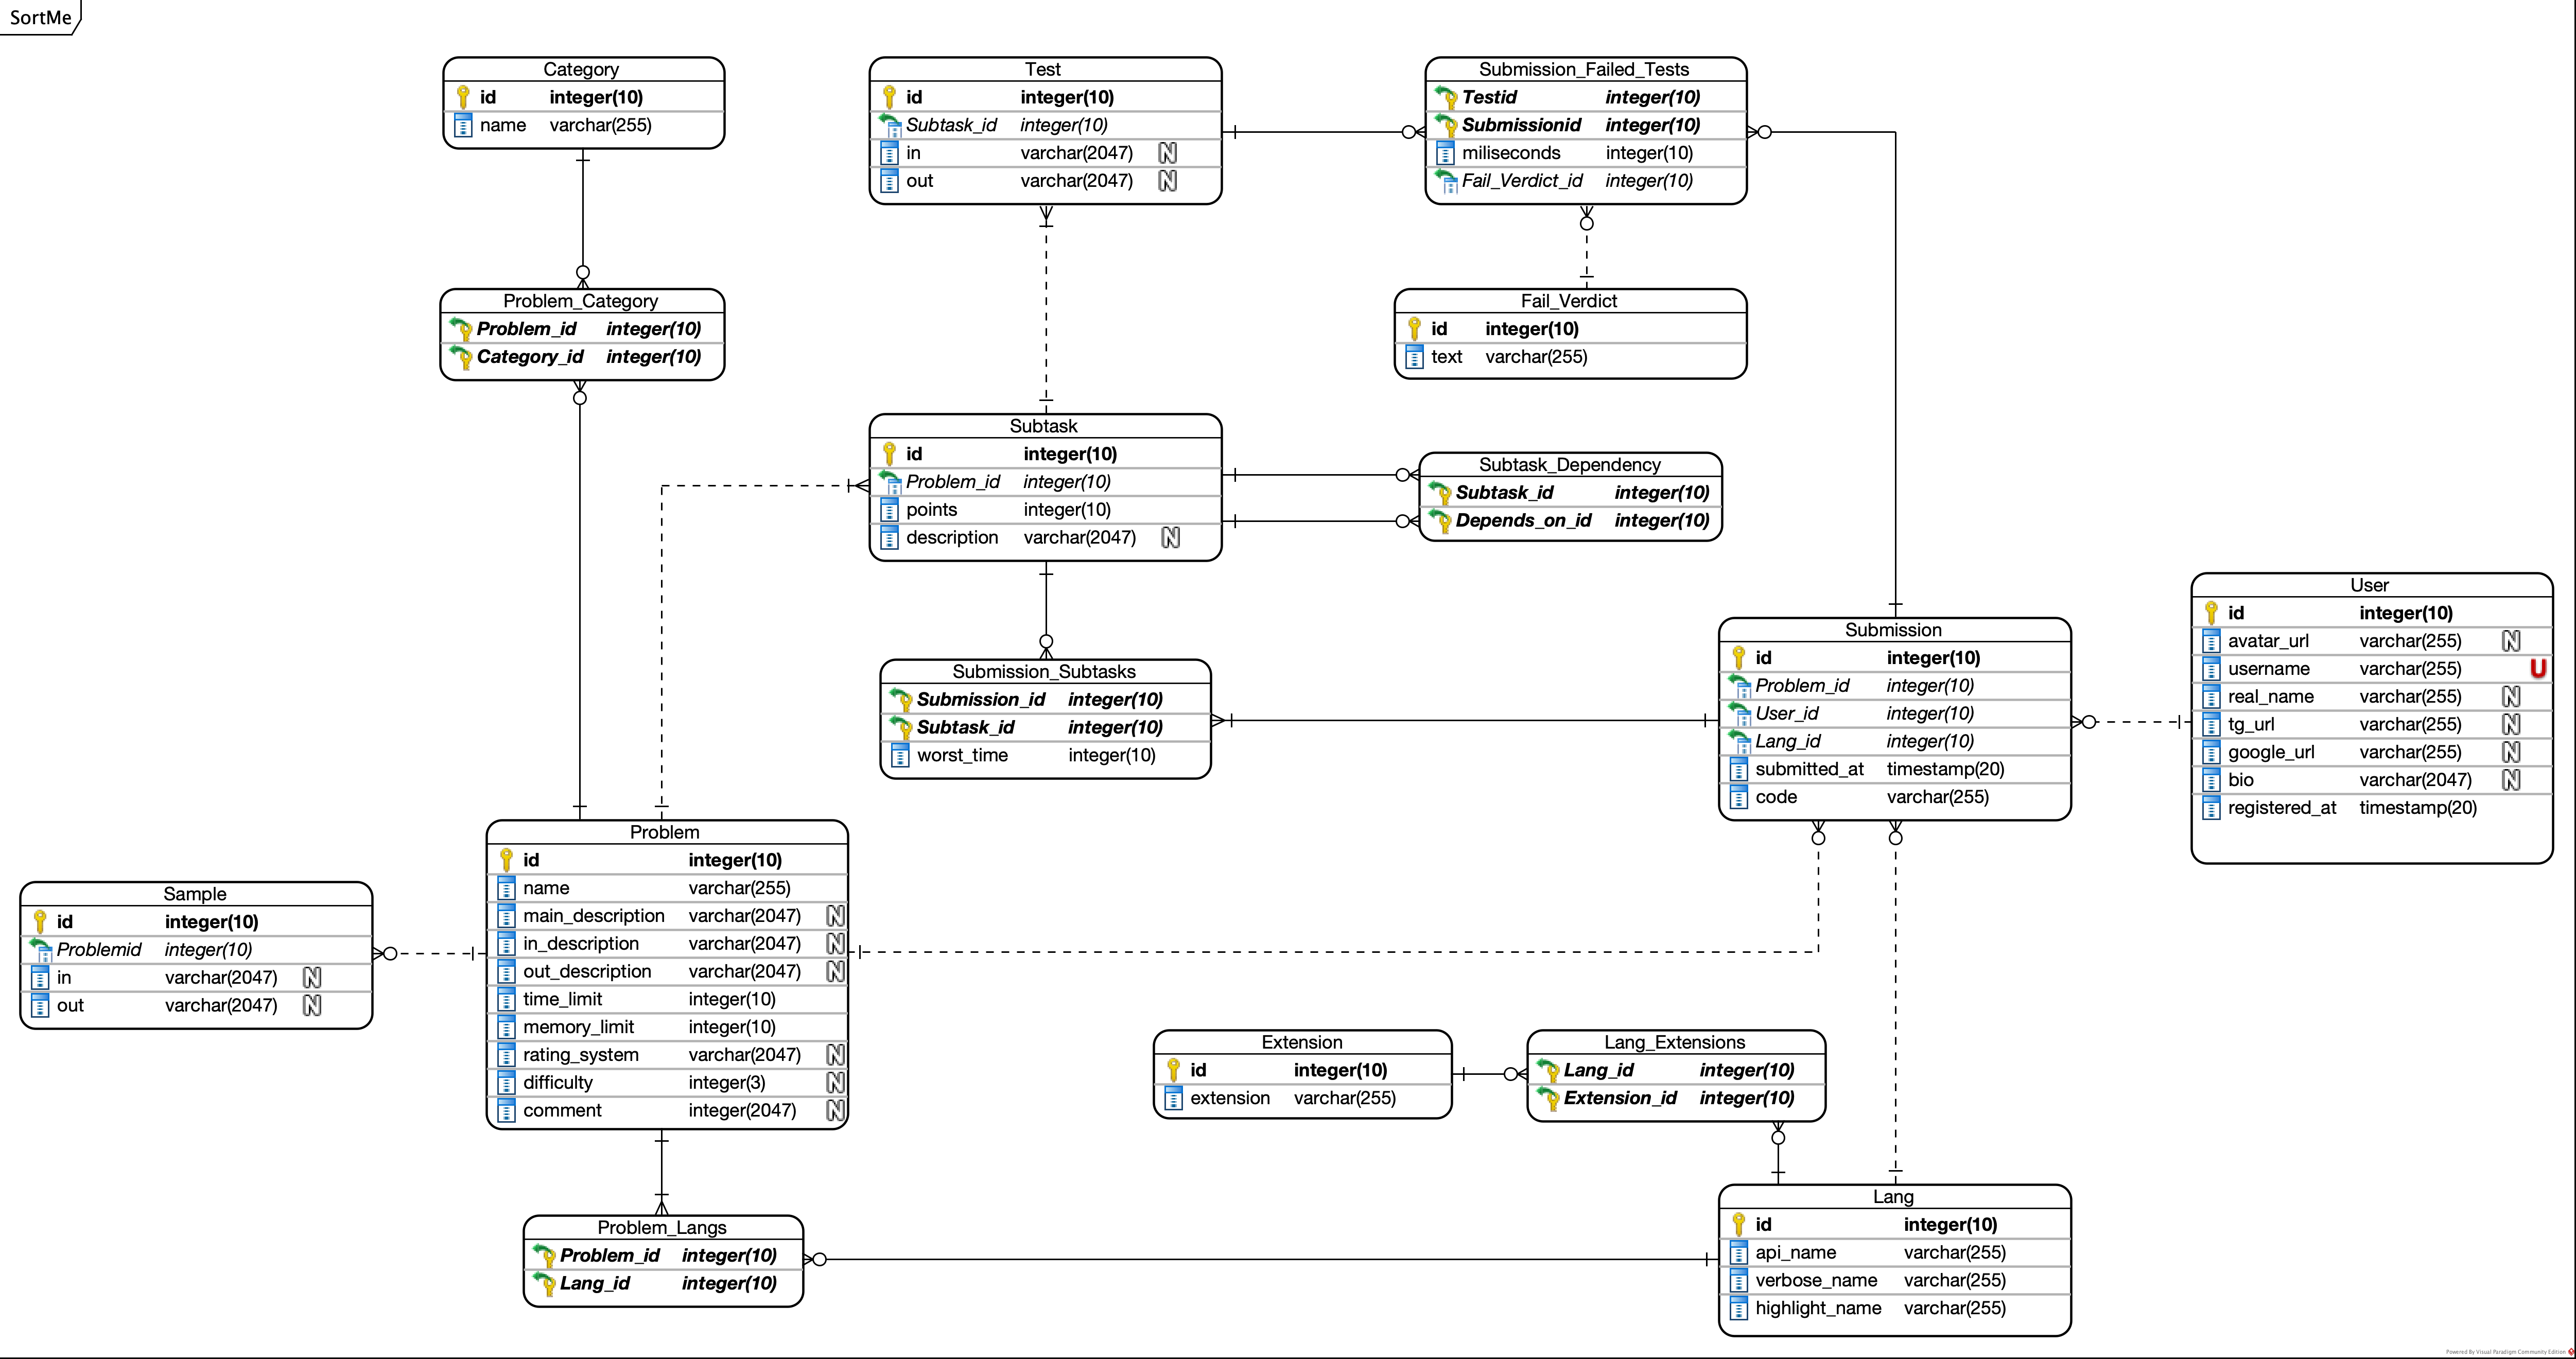 SortMe
Category
id integer(10)
name varchar(255)
Test
id integer(10)
Subtask_id integer(10)
in varchar(2047) N
out varchar(2047) N
Submission_Failed_Tests
Testid integer(10)
Submissionid integer(10)
miliseconds integer(10)
Fail_Verdict_id integer(10)
Problem_Category
Problem_id integer(10)
Category_id integer(10)
Fail_Verdict
id integer(10)
text varchar(255)
Subtask
id integer(10)
Problem_id integer(10)
points integer(10)
description varchar(2047) N
Subtask_Dependency
Subtask_id integer(10)
Depends_on_id integer(10)
User
id integer(10)
avatar_url varchar(255) N
username varchar(255) U
real_name varchar(255) N
tg_url varchar(255) N
google_url varchar(255) N
bio varchar(2047) N
registered_at timestamp(20)
Submission
id integer(10)
Problem_id integer(10)
User_id integer(10)
Lang_id integer(10)
submitted_at timestamp(20)
code varchar(255)
Submission_Subtasks
Submission_id integer(10)
Subtask_id integer(10)
worst_time integer(10)
Problem
id integer(10)
name varchar(255)
main_description varchar(2047) N
in_description varchar(2047) N
out_description varchar(2047) N
time_limit integer(10)
memory_limit integer(10)
rating_system varchar(2047) N
difficulty integer(3) N
comment integer(2047) N
Sample
id integer(10)
Problemid integer(10)
in varchar(2047) N
out varchar(2047) N
Extension
id integer(10)
extension varchar(255)
Lang_Extensions
Lang_id integer(10)
Extension_id integer(10)
Problem_Langs
Problem_id integer(10)
Lang_id integer(10)
Lang
id integer(10)
api_name varchar(255)
verbose_name varchar(255)
highlight_name varchar(255)
Powered By Visual Paradigm Community Edition